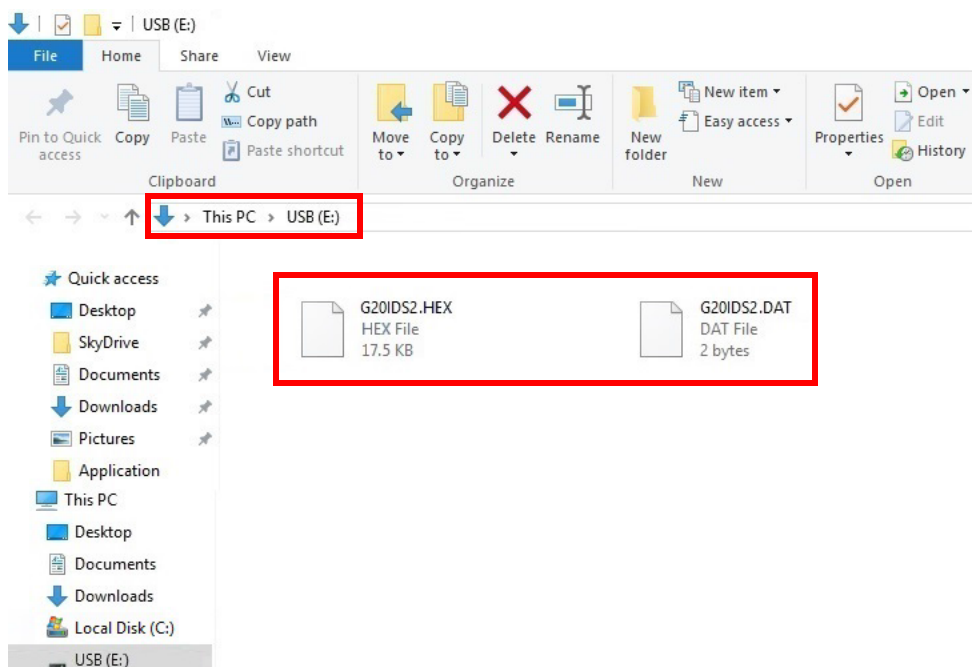 USB (E:)
File Home Share View
Pin to Quick access
Copy
Paste
Cut
Copy path
Paste shortcut
Clipboard
Move to
Copy to
Delete
Rename
Organize
New folder
New item
Easy access
New
Properties
Open
Edit
History
Open
This PC > USB (E:)
Quick access
Desktop
SkyDrive
Documents
Downloads
Pictures
Application
This PC
Desktop
Documents
Downloads
Local Disk (C:)
USB (E:)
G20IDS2.HEX
HEX File
17.5 KB
G20IDS2.DAT
DAT File
2 bytes